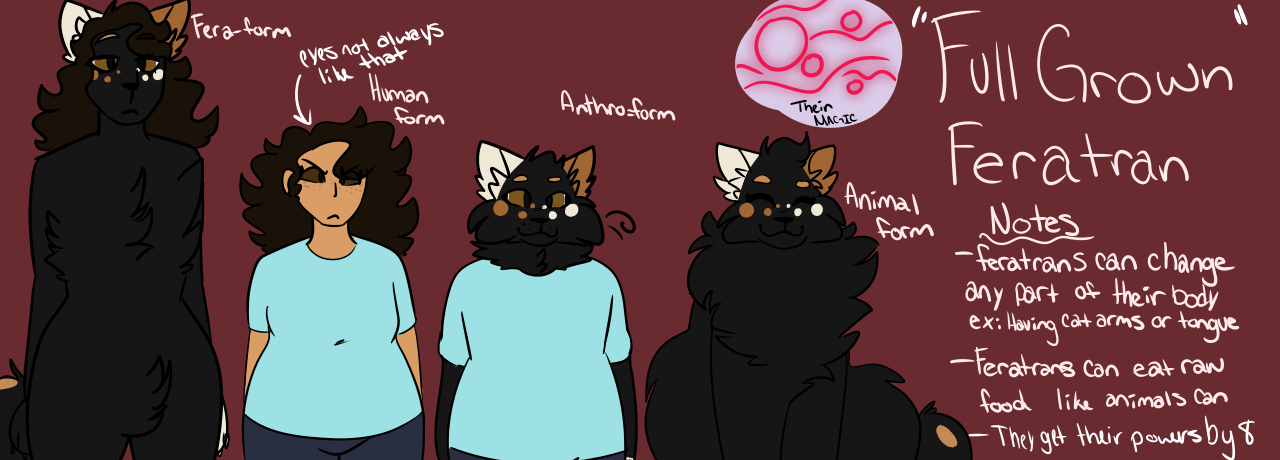 Fera-form
eyes not always
like that
Human
form
Anthro-form
Their
MAGIC
Animal
form
"Full Grown"
Feratran
Notes
- feratrans can change
any part of their body
ex: Having cat arms or tongue
- Feratrans can eat raw
food like animals can
- They get their powers by 8